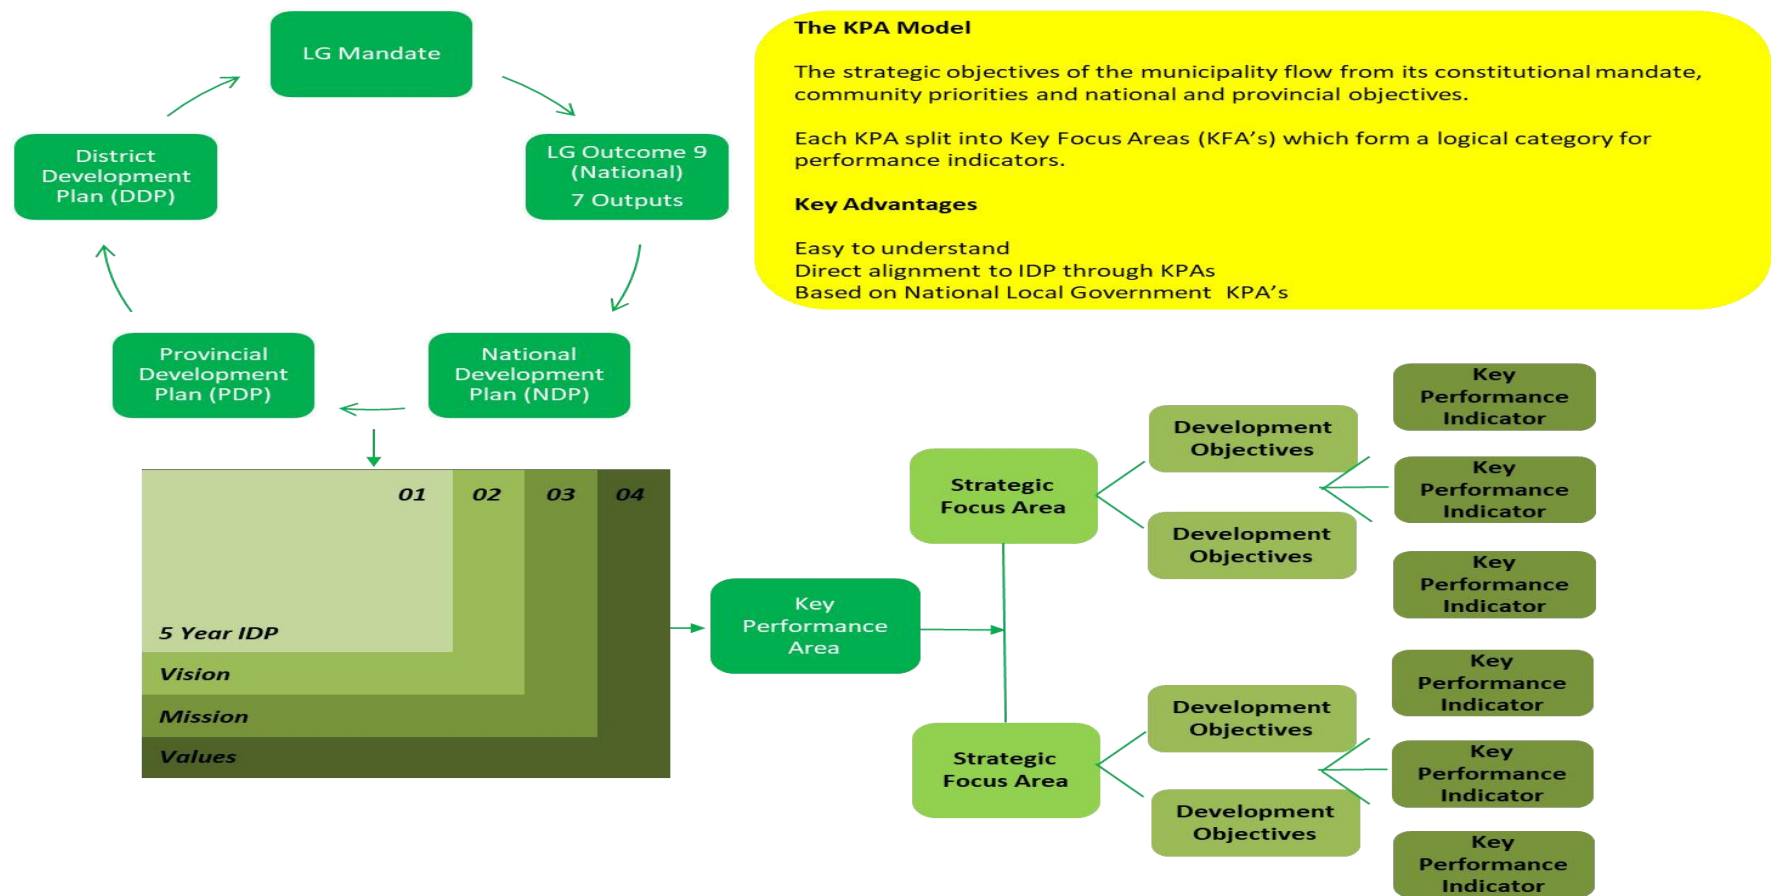 LG Mandate
LG Outcome 9
(National)
7 Outputs
National
Development
Plan (NDP)
Provincial
Development
Plan (PDP)
District
Development
Plan (DDP)
The KPA Model
The strategic objectives of the municipality flow from its constitutional mandate,
community priorities and national and provincial objectives.
Each KPA split into Key Focus Areas (KFA’s) which form a logical category for
performance indicators.
Key Advantages
Easy to understand
Direct alignment to IDP through KPAs
Based on National Local Government KPA’s
01
02
03
04
5 Year IDP
Vision
Mission
Values
Key
Performance
Area
Strategic
Focus Area
Development
Objectives
Development
Objectives
Key
Performance
Indicator
Key
Performance
Indicator
Key
Performance
Indicator
Strategic
Focus Area
Development
Objectives
Development
Objectives
Key
Performance
Indicator
Key
Performance
Indicator
Key
Performance
Indicator